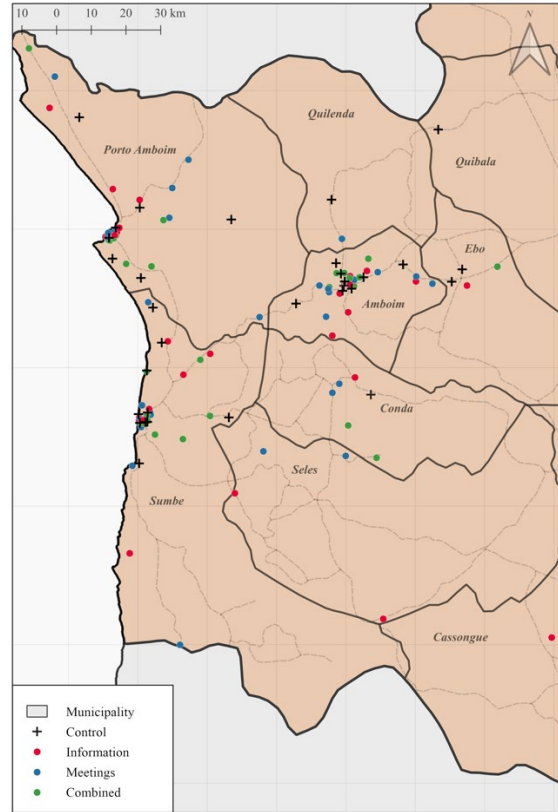 10 0 10 20 30 km
N
Quilenda
Porto Amboim
Quibala
Ebo
Amboim
Conda
Seles
Sumbe
Cassongue
Municipality
Control
Information
Meetings
Combined